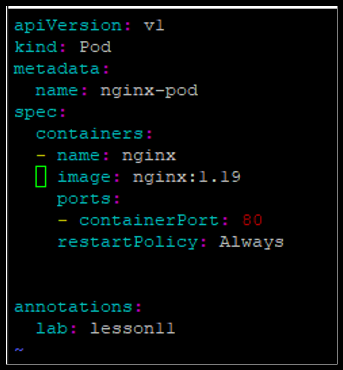 apiVersion: v1
kind: Pod
metadata:
  name: nginx-pod
spec:
  containers:
  - name: nginx
    image: nginx:1.19
    ports:
    - containerPort: 80
    restartPolicy: Always
annotations:
  lab: lesson11
~